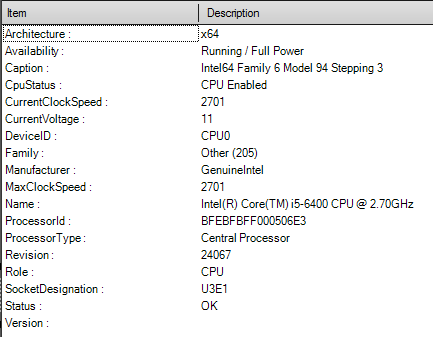 Item Description
Architecture : x64
Availability : Running / Full Power
Caption : Intel64 Family 6 Model 94 Stepping 3
CpuStatus : CPU Enabled
CurrentClockSpeed : 2701
CurrentVoltage : 11
DeviceID : CPU0
Family : Other (205)
Manufacturer : GenuineIntel
MaxClockSpeed : 2701
Name : Intel(R) Core(TM) i5-6400 CPU @ 2.70GHz
ProcessorId : BFEBFBFF000506E3
ProcessorType : Central Processor
Revision : 24067
Role : CPU
SocketDesignation : U3E1
Status : OK
Version :